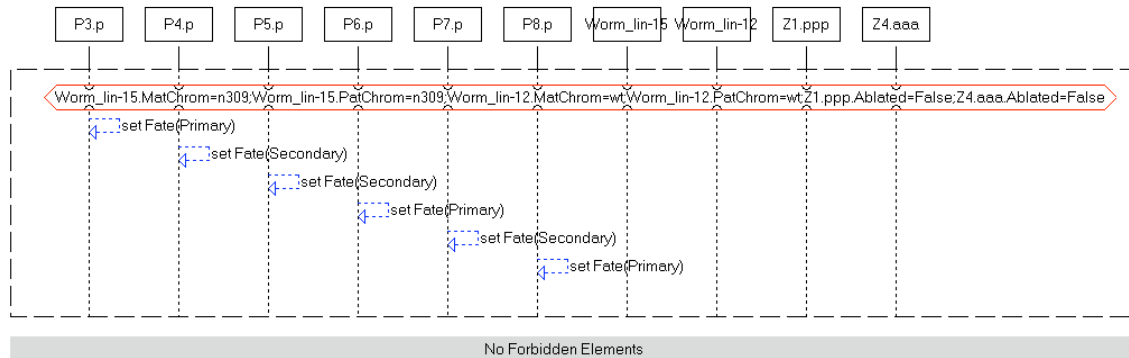 P3.p P4.p P5.p P6.p P7.p P8.p Worm_lin-15 Worm_lin-12 Z1.ppp Z4.aaa
Worm_lin-15.MatChrom=n309;Worm_lin-15.PatChrom=n309;Worm_lin-12.MatChrom=wt;Worm_lin-12.PatChrom=wt;Z1.ppp.Ablated=False;Z4.aaa.Ablated=False
set Fate(Primary)
set Fate(Secondary)
set Fate(Secondary)
set Fate(Primary)
set Fate(Secondary)
set Fate(Primary)
No Forbidden Elements